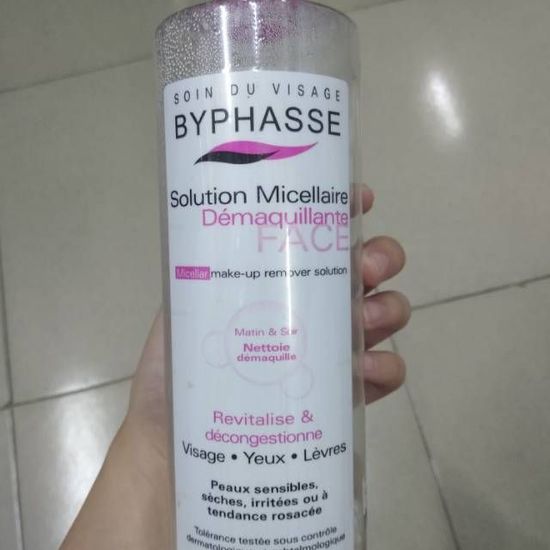 SOIN DU VISAGE
BYPHASSE
Solution Micellaire
Démaquillante
FACE
Micellar make-up remover solution
Matin & Soir
Nettoie
démaquille
Revitalise &
décongestionne
Visage • Yeux • Lèvres
Peaux sensibles,
sèches, irritées ou à
tendance rosacée
Tolérance testée sous contrôle